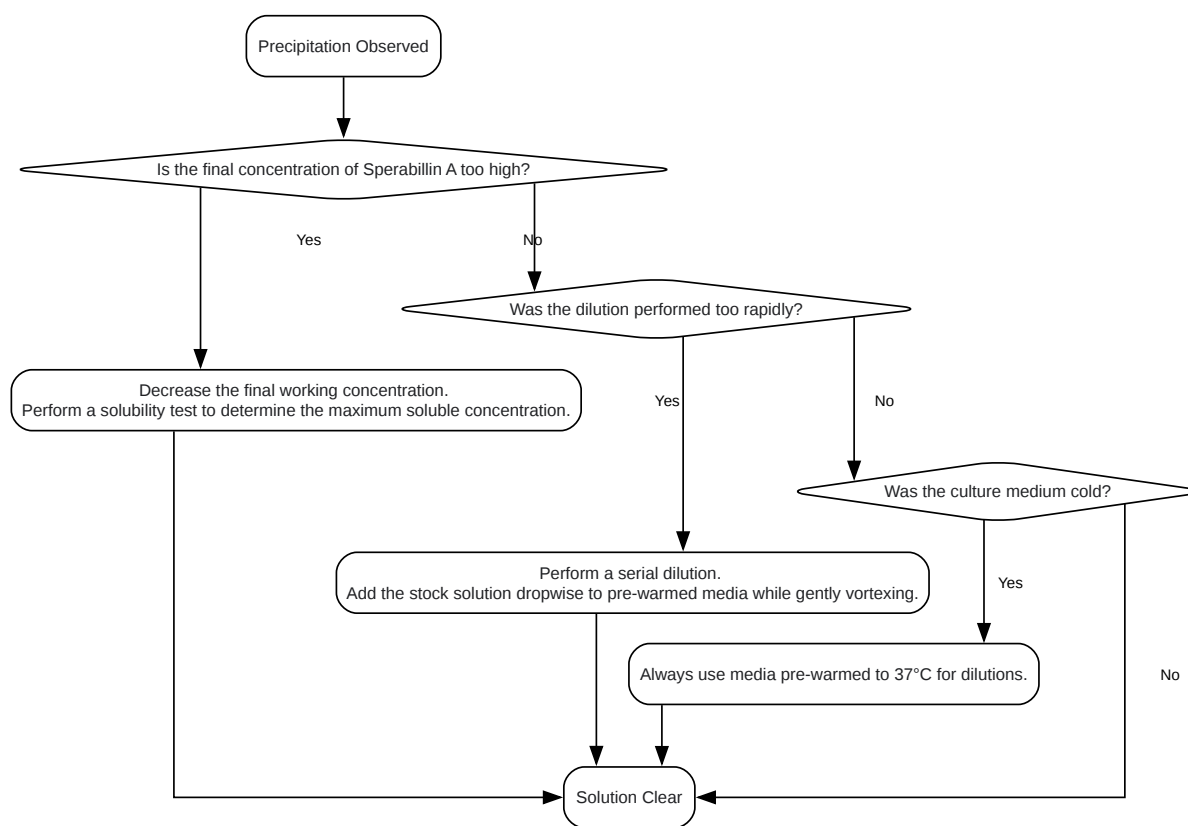 Precipitation Observed
Is the final concentration of Sperabillin A too high?
Yes
No
Was the dilution performed too rapidly?
Decrease the final working concentration.
Perform a solubility test to determine the maximum soluble concentration.
Yes
No
Was the culture medium cold?
Perform a serial dilution.
Add the stock solution dropwise to pre-warmed media while gently vortexing.
Yes
Always use media pre-warmed to 37°C for dilutions.
No
Solution Clear